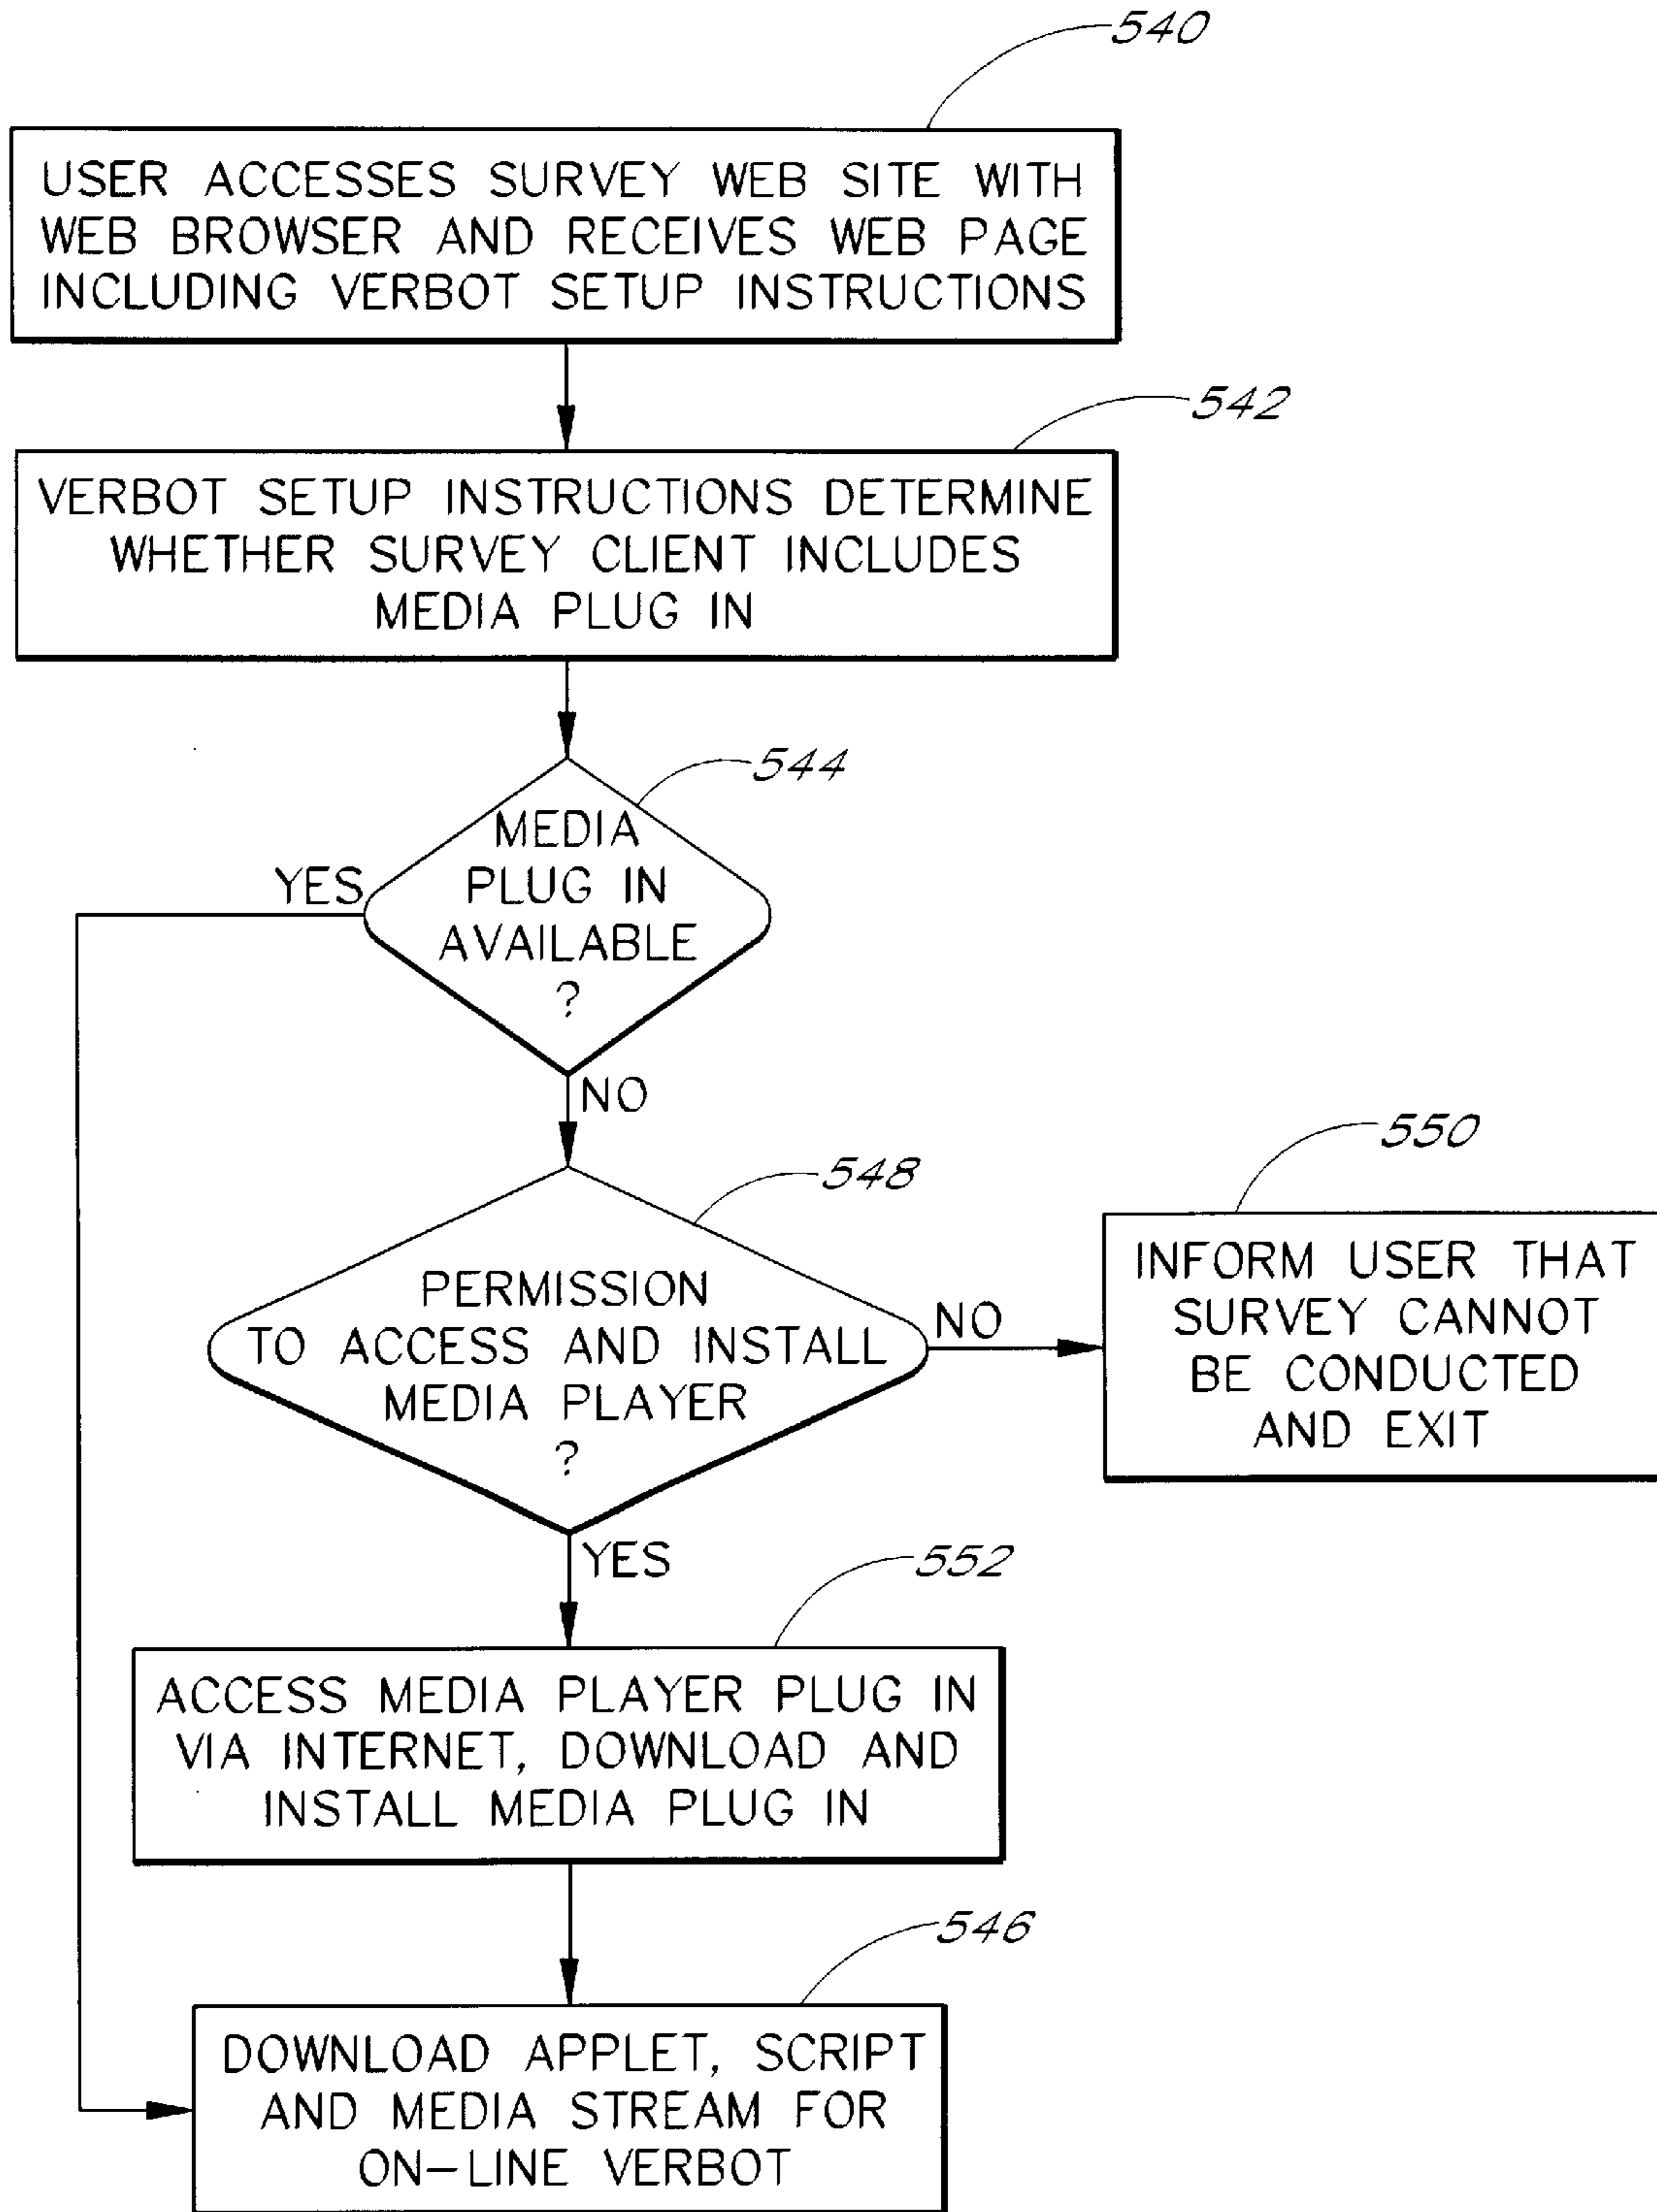 540
USER ACCESSES SURVEY WEB SITE WITH
WEB BROWSER AND RECEIVES WEB PAGE
INCLUDING VERBOT SETUP INSTRUCTIONS
542
VERBOT SETUP INSTRUCTIONS DETERMINE
WHETHER SURVEY CLIENT INCLUDES
MEDIA PLUG IN
544
MEDIA
PLUG IN
AVAILABLE
?
YES
NO
548
PERMISSION
TO ACCESS AND INSTALL
MEDIA PLAYER
?
NO
550
INFORM USER THAT
SURVEY CANNOT
BE CONDUCTED
AND EXIT
YES
552
ACCESS MEDIA PLAYER PLUG IN
VIA INTERNET, DOWNLOAD AND
INSTALL MEDIA PLUG IN
546
DOWNLOAD APPLET, SCRIPT
AND MEDIA STREAM FOR
ON-LINE VERBOT